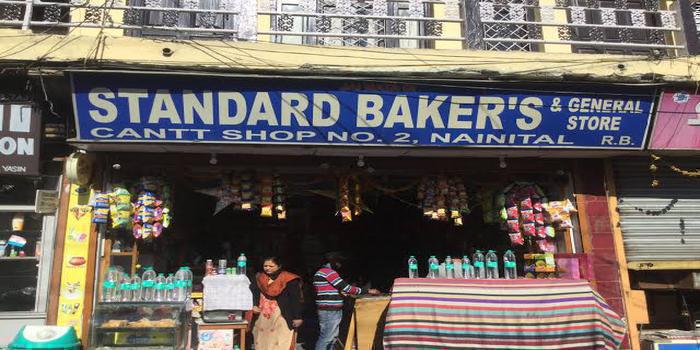 STANDARD BAKER'S & GENERAL STORE
CANTT SHOP NO. 2, NAINITAL R.B.
ON
YASIN